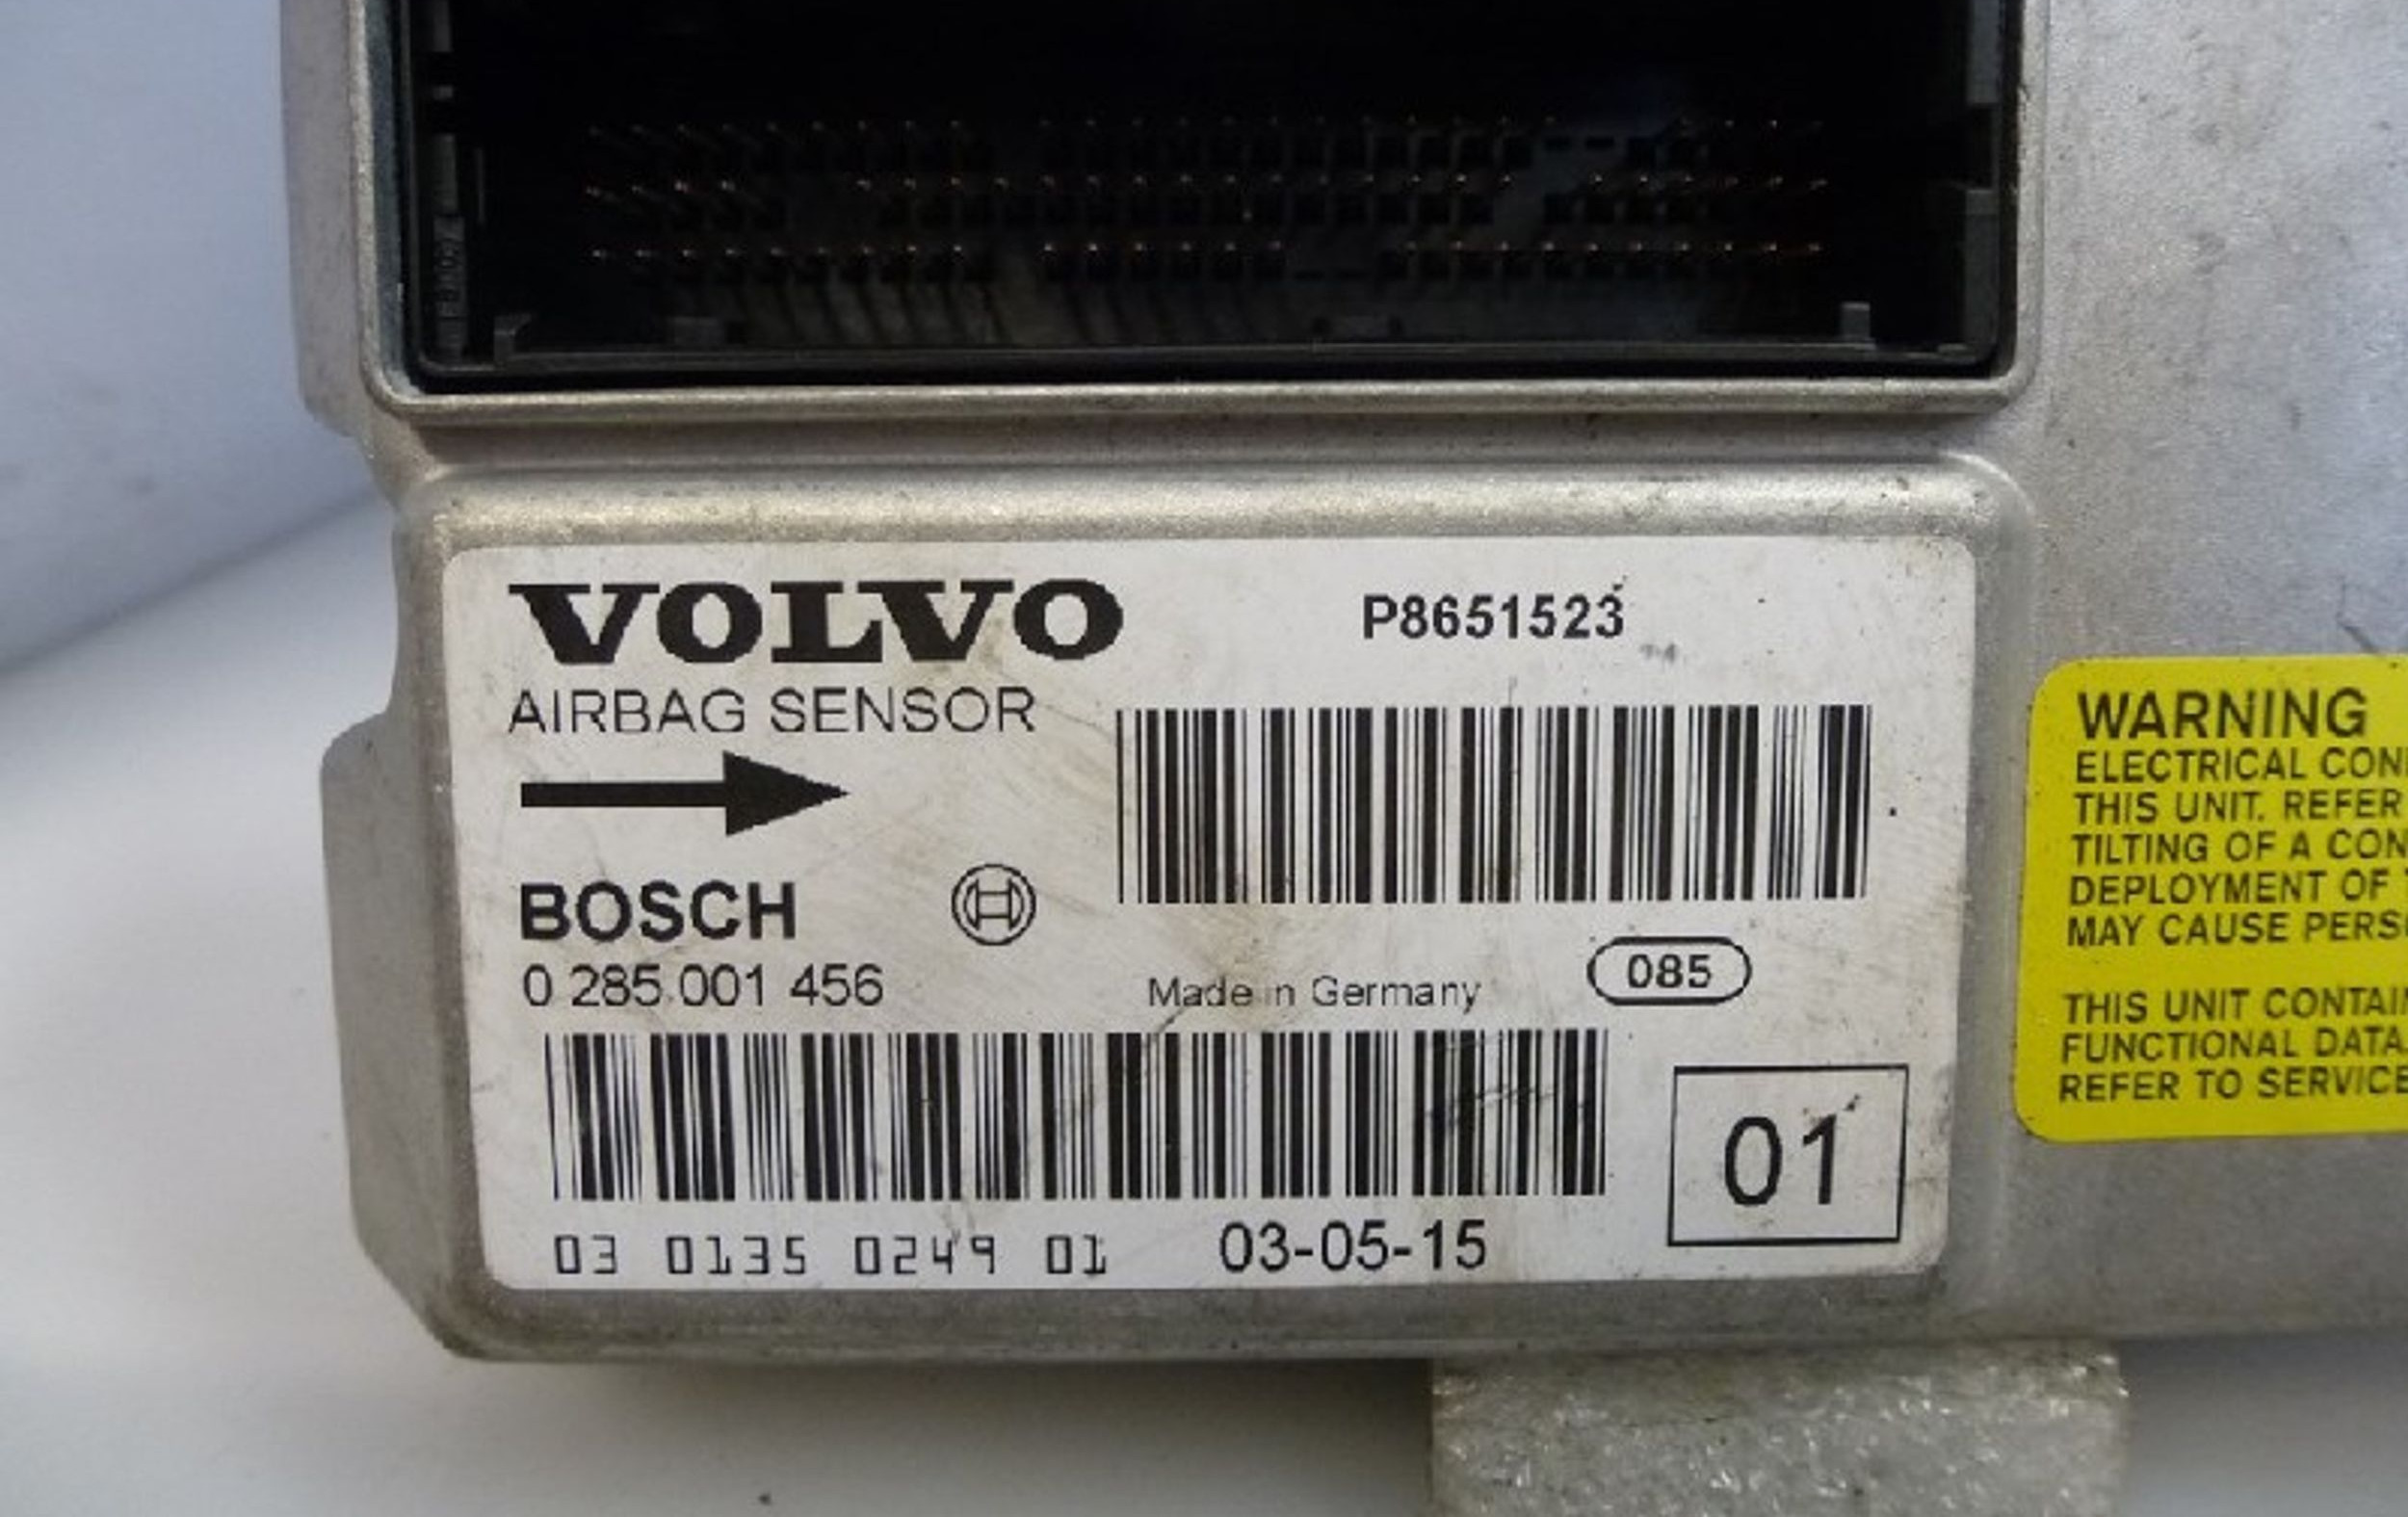 VOLVO
P8651523
AIRBAG SENSOR
BOSCH
0 285 001 456
Made in Germany
085
03 0135 0249 01
03-05-15
01
WARNING
ELECTRICAL
THIS UNIT. REFER
TILTING OF A
DEPLOYMENT OF
MAY CAUSE
THIS UNIT
FUNCTIONAL DATA
REFER TO SERVICE